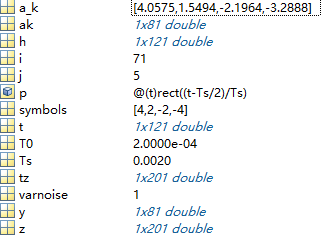 a_k [4.0575,1.5494,-2.1964,-3.2888]
ak 1x81 double
h 1x121 double
i 71
j 5
p @(t)rect((t-Ts/2)/Ts)
symbols [4,2,-2,-4]
t 1x121 double
T0 2.0000e-04
Ts 0.0020
tz 1x201 double
varnoise 1
y 1x81 double
z 1x201 double